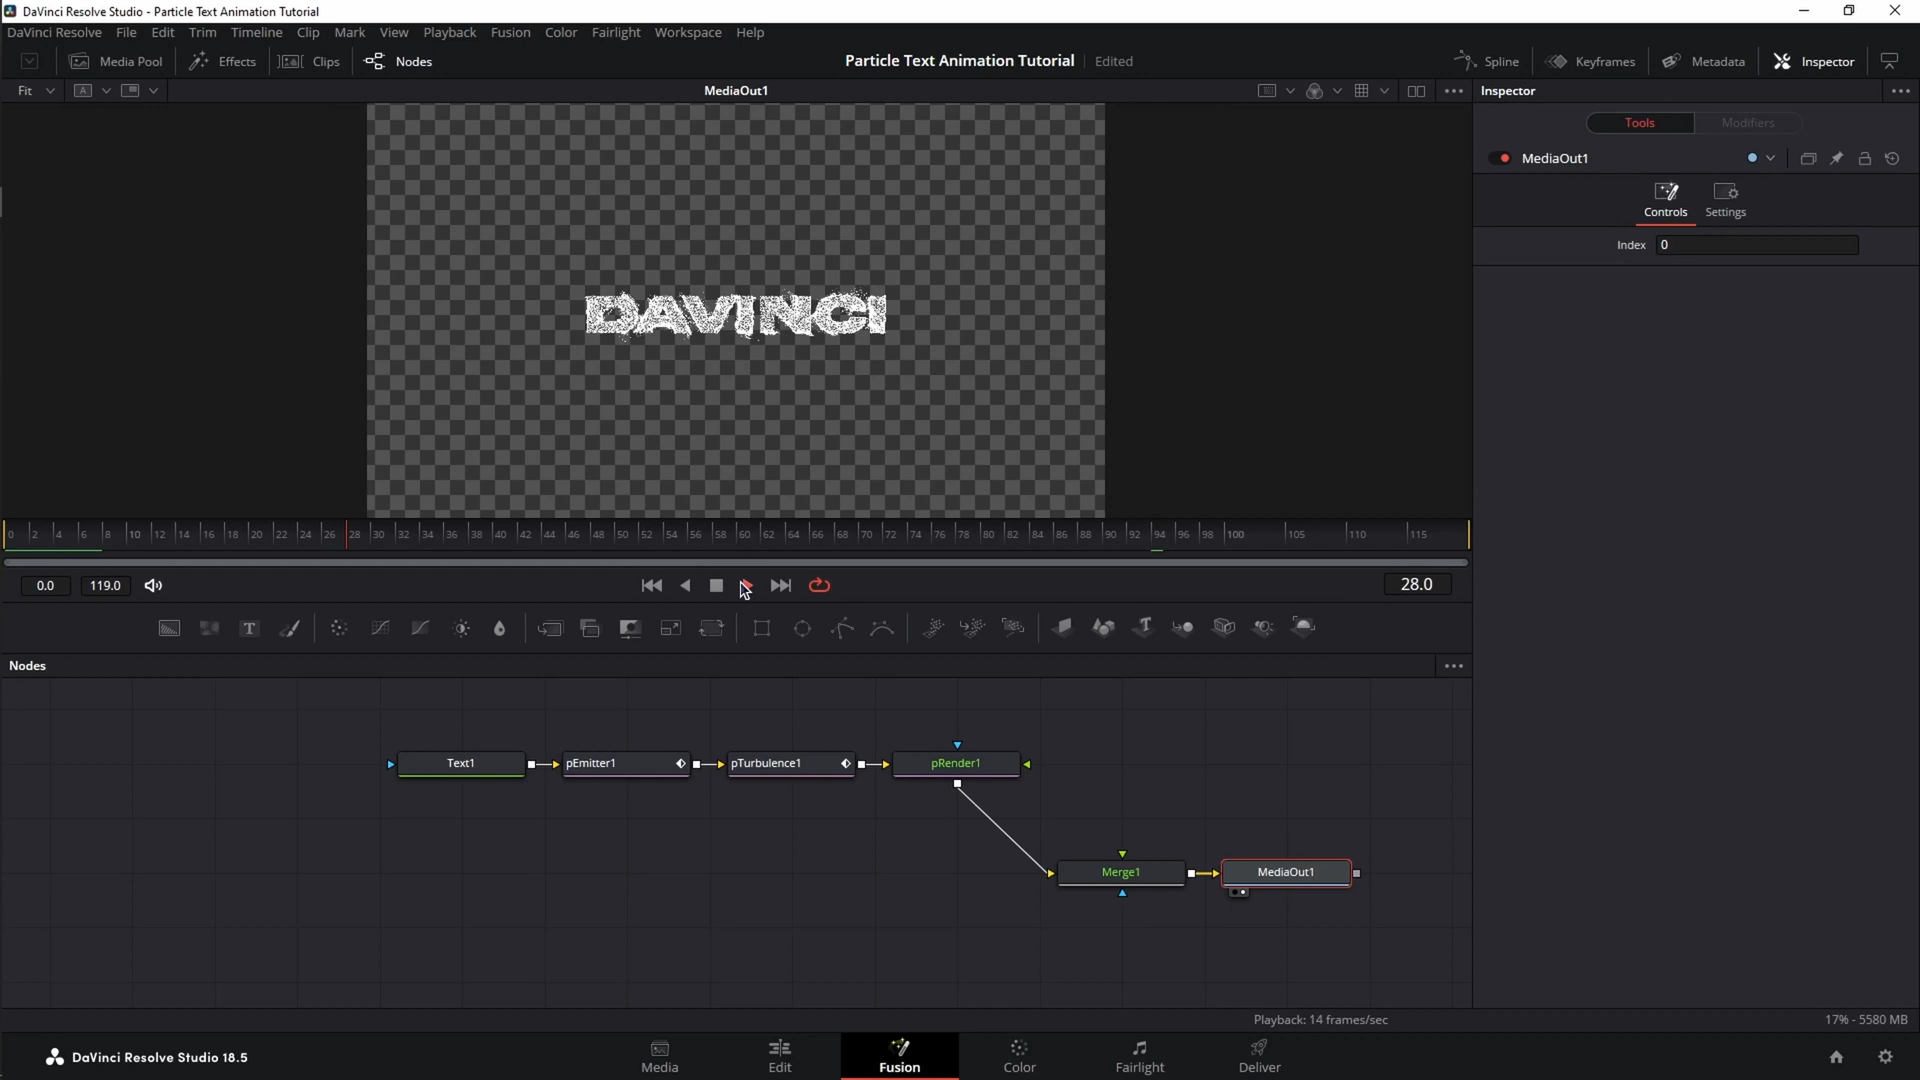 DaVinci Resolve Studio - Particle Text Animation Tutorial
DaVinci Resolve File Edit Trim Timeline Clip Mark View Playback Fusion Color Fairlight Workspace Help
Media Pool Effects Clips Nodes Particle Text Animation Tutorial Edited Spline Keyframes Metadata Inspector
Fit A MediaOut1 Inspector
Tools Modifiers
MediaOut1
Controls Settings
Index 0
DAVINCI
0 2 4 6 8 10 12 14 16 18 20 22 24 26 28 30 32 34 36 38 40 42 44 46 48 50 52 54 56 58 60 62 64 66 68 70 72 74 76 78 80 82 84 86 88 90 92 94 96 98 100 105 110 115
0.0 119.0 28.0
T
Nodes
Text1 pEmitter1 pTurbulence1 pRender1
Merge1 MediaOut1
Playback: 14 frames/sec 17% - 5580 MB
DaVinci Resolve Studio 18.5 Media Edit Fusion Color Fairlight Deliver